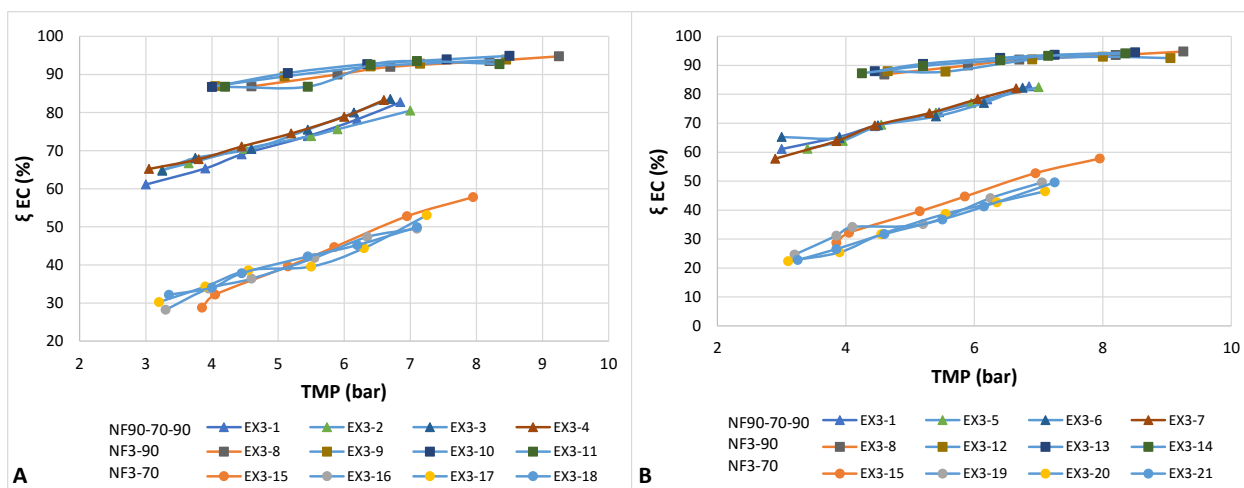 100
90
80
70
60
50
40
30
20
ξ EC (%)
2 3 4 5 6 7 8 9 10
TMP (bar)
NF90-70-90 EX3-1 EX3-2 EX3-3 EX3-4
NF3-90 EX3-8 EX3-9 EX3-10 EX3-11
NF3-70 EX3-15 EX3-16 EX3-17 EX3-18
A
100
90
80
70
60
50
40
30
20
10
0
ξ EC (%)
2 4 6 8 10
TMP (bar)
NF90-70-90 EX3-1 EX3-5 EX3-6 EX3-7
NF3-90 EX3-8 EX3-12 EX3-13 EX3-14
NF3-70 EX3-15 EX3-19 EX3-20 EX3-21
B